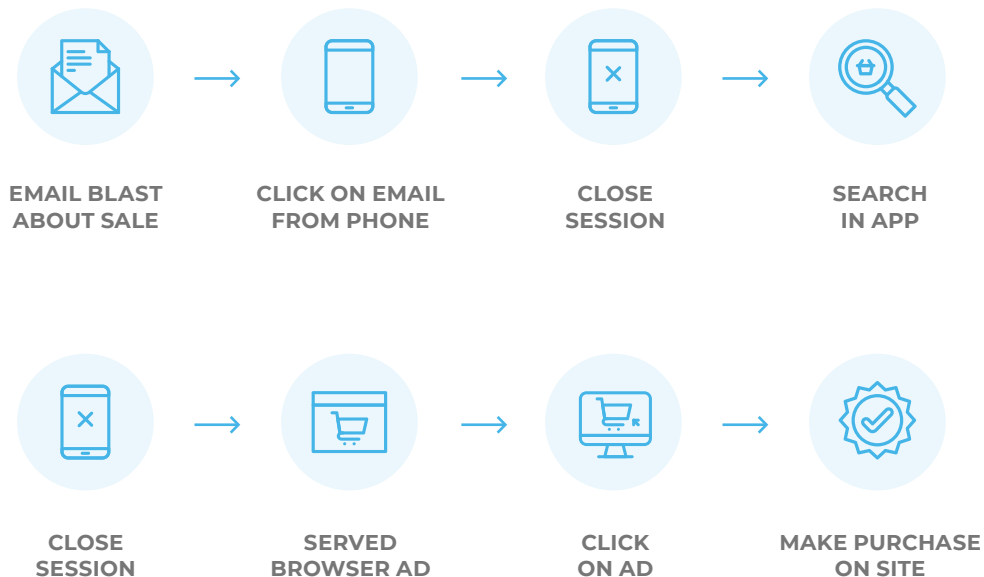 EMAIL BLAST
ABOUT SALE
CLICK ON EMAIL
FROM PHONE
CLOSE
SESSION
SEARCH
IN APP
CLOSE
SESSION
SERVED
BROWSER AD
CLICK
ON AD
MAKE PURCHASE
ON SITE